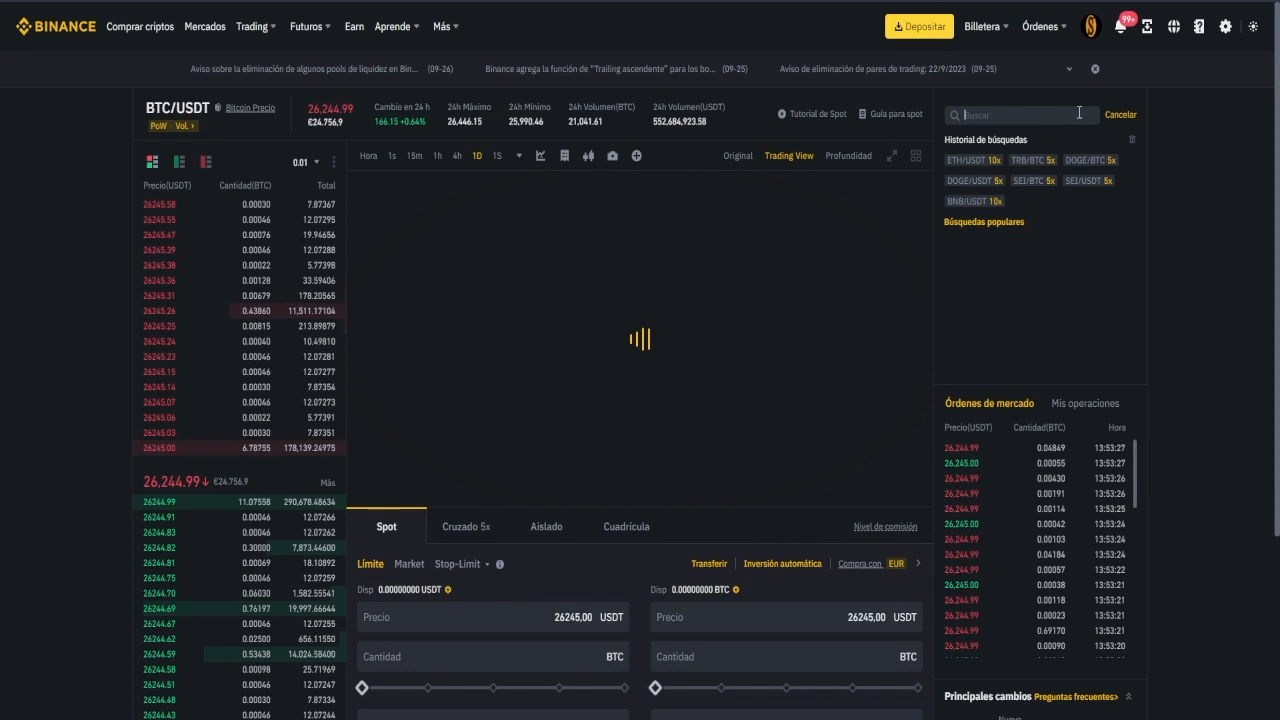 BINANCE Comprar criptos Mercados Trading Futuros Earn Aprende Más Depositar Billetera Órdenes 99+
Aviso sobre la eliminación de algunos pools de liquidez en Bin... (09-26) Binance agrega la función de "Trailing ascendente" para los bo... (09-25) Aviso de eliminación de pares de trading: 22/9/2023 (09-25)
BTC/USDT Bitcoin Precio
PoW Vol.
26,244.99
€24.756,9
Cambio en 24 h
166.15 +0.64%
24h Máximo
26,446.15
24h Mínimo
25,990.46
24h Volumen(BTC)
21,041.61
24h Volumen(USDT)
552,684,923.58
Tutorial de Spot Guía para spot
0.01
Precio(USDT) Cantidad(BTC) Total
26245.58 0.00030 7.87367
26245.55 0.00046 12.07295
26245.47 0.00076 19.94656
26245.39 0.00046 12.07288
26245.38 0.00022 5.77398
26245.36 0.00128 33.59406
26245.31 0.00679 178.20565
26245.26 0.43860 11,511.17104
26245.25 0.00815 213.89879
26245.24 0.00040 10.49810
26245.23 0.00046 12.07281
26245.15 0.00046 12.07277
26245.14 0.00030 7.87354
26245.07 0.00046 12.07273
26245.06 0.00022 5.77391
26245.03 0.00030 7.87351
26245.00 6.78755 178,139.24975
26,244.99 €24.756,9 Más
26244.99 11.07558 290,678.48634
26244.91 0.00046 12.07266
26244.83 0.00046 12.07262
26244.82 0.30000 7,873.44600
26244.81 0.00069 18.10892
26244.75 0.00046 12.07259
26244.70 0.06030 1,582.55541
26244.69 0.76197 19,997.66644
26244.67 0.00046 12.07255
26244.62 0.02500 656.11550
26244.59 0.53438 14,024.58400
26244.58 0.00098 25.71969
26244.51 0.00046 12.07247
26244.48 0.00030 7.87334
26244.43 0.00046 12.07244
Hora 1s 15m 1h 4h 1D 1S Original Trading View Profundidad
Spot Cruzado 5x Aislado Cuadrícula Nivel de comisión
Límite Market Stop-Limit Transferir Inversión automática Compra con EUR
Disp 0.00000000 USDT Disp 0.00000000 BTC
Precio 26245,00 USDT Precio 26245,00 USDT
Cantidad BTC Cantidad BTC
Buscar Cancelar
Historial de búsquedas
ETH/USDT 10x TRB/BTC 5x DOGE/BTC 5x
DOGE/USDT 5x SEI/BTC 5x SEI/USDT 5x
BNB/USDT 10x
Búsquedas populares
Órdenes de mercado Mis operaciones
Precio(USDT) Cantidad(BTC) Hora
26,244.99 0.04849 13:53:27
26,245.00 0.00055 13:53:27
26,244.99 0.00430 13:53:26
26,244.99 0.00191 13:53:26
26,244.99 0.00114 13:53:25
26,245.00 0.00042 13:53:24
26,244.99 0.00103 13:53:24
26,244.99 0.04184 13:53:24
26,244.99 0.00057 13:53:22
26,245.00 0.00038 13:53:21
26,244.99 0.00118 13:53:21
26,244.99 0.00023 13:53:21
26,244.99 0.69170 13:53:21
26,244.99 0.00090 13:53:20
Principales cambios Preguntas frecuentes>
Nuevo